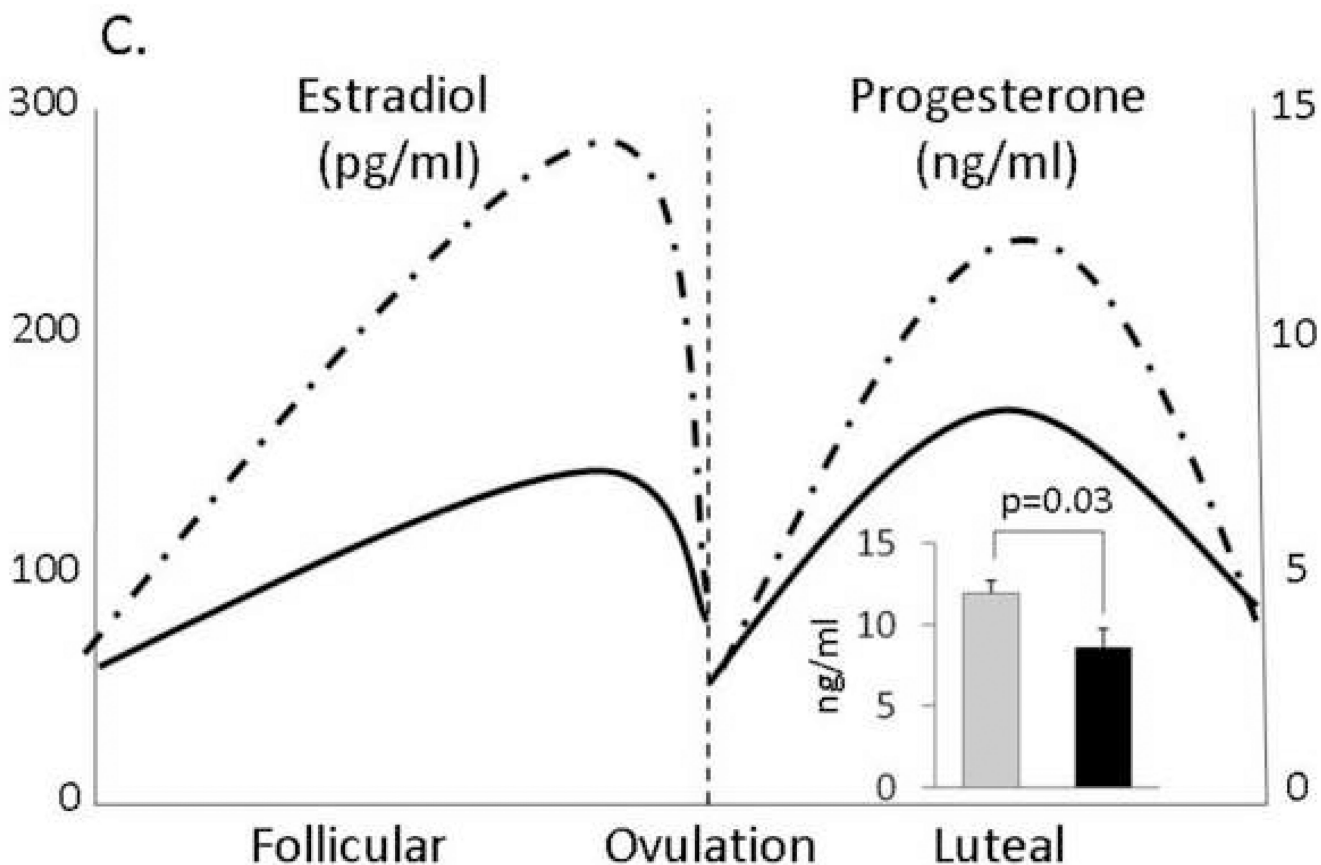 C.
Estradiol
(pg/ml)
Progesterone
(ng/ml)
300
200
100
0
15
10
5
0
p=0.03
ng/ml
15
10
5
0
Follicular
Ovulation
Luteal